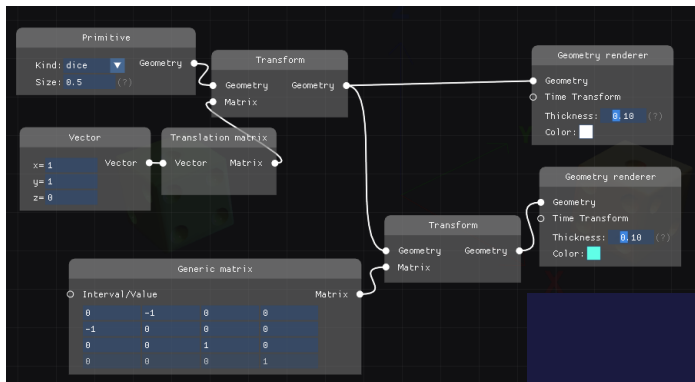 Primitive
Kind: dice
Geometry
Size: 0.5
(?)
Transform
Geometry
Geometry
Matrix
Geometry renderer
Geometry
Time Transform
Thickness: 0.10 (?)
Color:
Vector
x= 1
Vector
y= 1
z= 0
Translation matrix
Vector
Matrix
Geometry renderer
Geometry
Time Transform
Thickness: 0.10 (?)
Color:
Transform
Geometry
Geometry
Matrix
Generic matrix
Interval/Value
Matrix
0 -1 0 0
-1 0 0 0
0 0 1 0
0 0 0 1